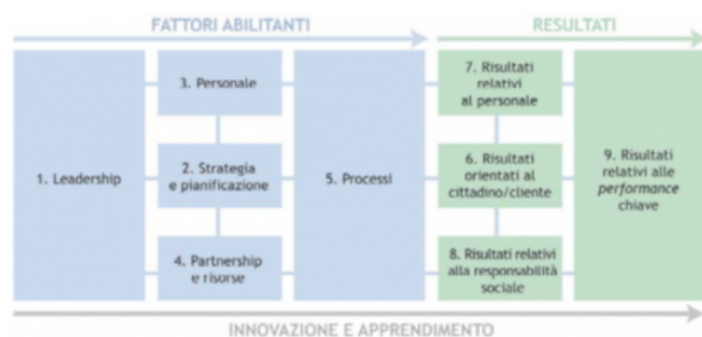 FATTORI ABILITANTI
RISULTATI
1. Leadership
3. Personale
2. Strategia
e pianificazione
4. Partnership
e risorse
5. Processi
7. Risultati
relativi
al personale
6. Risultati
orientati al
cittadino/cliente
8. Risultati relativi
alla responsabilità
sociale
9. Risultati
relativi alle
performance
chiave
INNOVAZIONE E APPRENDIMENTO